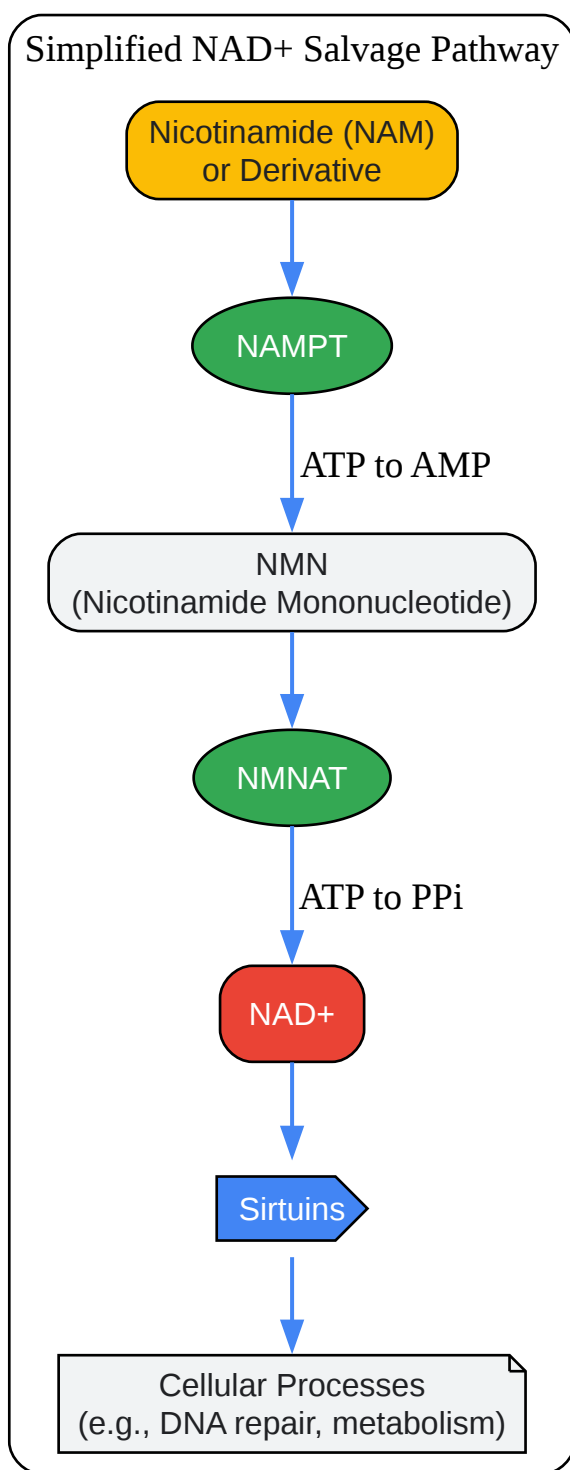 Simplified NAD+ Salvage Pathway
Nicotinamide (NAM)
or Derivative
NAMPT
ATP to AMP
NMN
(Nicotinamide Mononucleotide)
NMNAT
ATP to PPi
NAD+
Sirtuins
Cellular Processes
(e.g., DNA repair, metabolism)